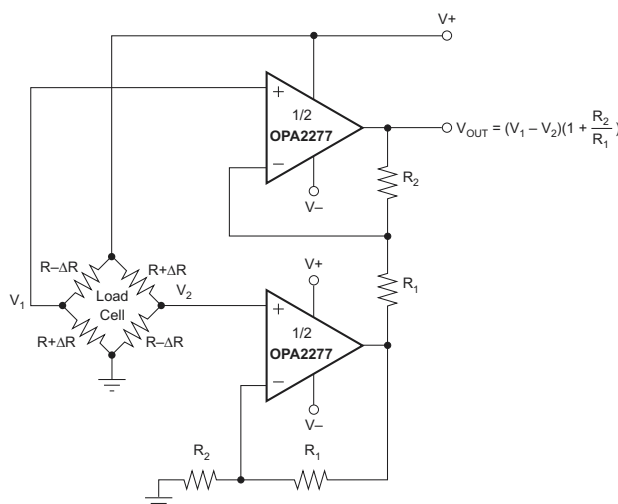 V+
1/2
OPA2277
V–
V_OUT = (V_1 – V_2)(1 + R_2/R_1)
R_2
R–ΔR
R+ΔR
V_1
Load
Cell
V_2
R+ΔR
R–ΔR
V+
1/2
OPA2277
V–
R_1
R_2
R_1